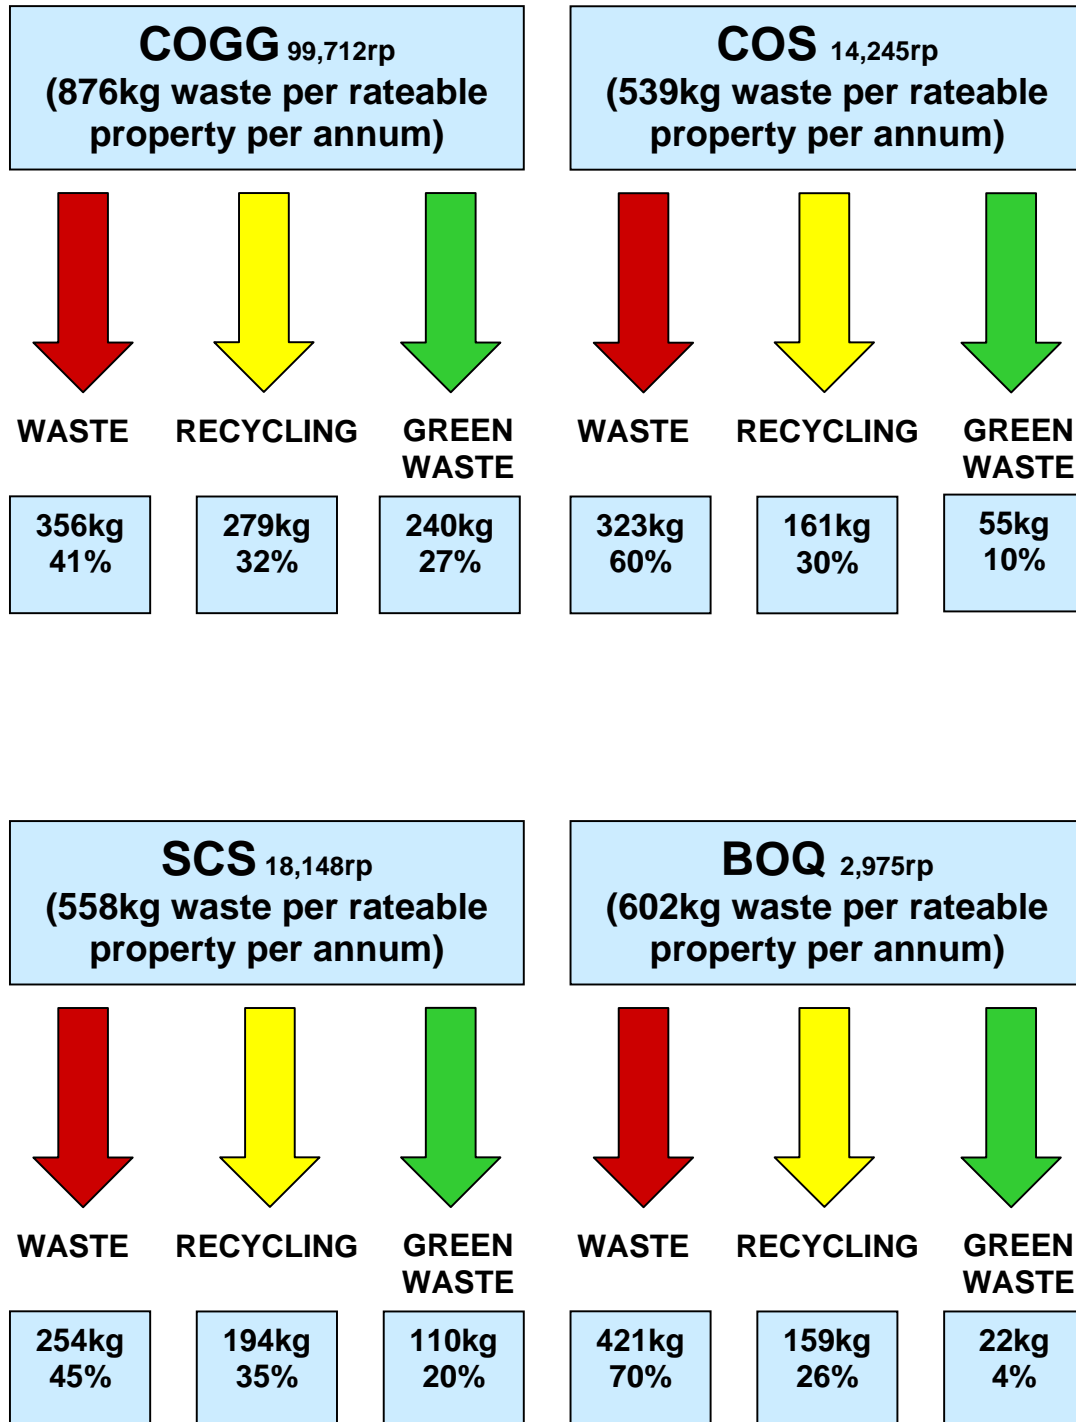 COGG 99,712rp
(876kg waste per rateable
property per annum)
COS 14,245rp
(539kg waste per rateable
property per annum)
WASTE
RECYCLING
GREEN
WASTE
WASTE
RECYCLING
GREEN
WASTE
356kg
41%
279kg
32%
240kg
27%
323kg
60%
161kg
30%
55kg
10%
SCS 18,148rp
(558kg waste per rateable
property per annum)
BOQ 2,975rp
(602kg waste per rateable
property per annum)
WASTE
RECYCLING
GREEN
WASTE
WASTE
RECYCLING
GREEN
WASTE
254kg
45%
194kg
35%
110kg
20%
421kg
70%
159kg
26%
22kg
4%